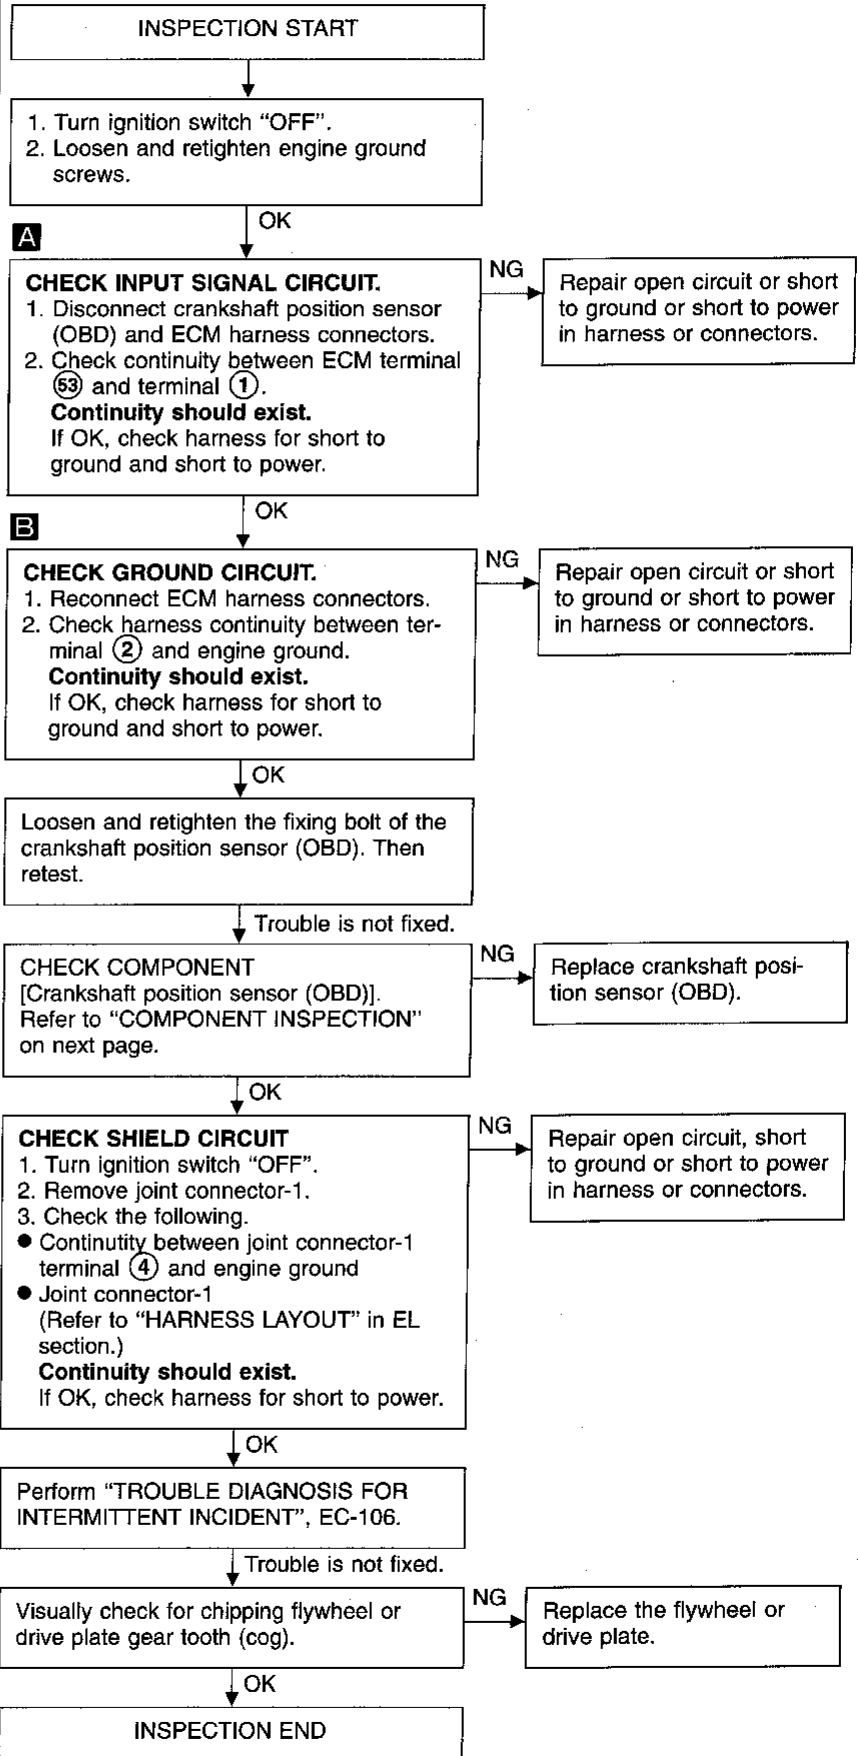 INSPECTION START
1. Turn ignition switch “OFF”.
2. Loosen and retighten engine ground
screws.
OK
A
CHECK INPUT SIGNAL CIRCUIT.
1. Disconnect crankshaft position sensor
(OBD) and ECM harness connectors.
2. Check continuity between ECM terminal
53 and terminal 1.
Continuity should exist.
If OK, check harness for short to
ground and short to power.
NG
Repair open circuit or short
to ground or short to power
in harness or connectors.
OK
B
CHECK GROUND CIRCUIT.
1. Reconnect ECM harness connectors.
2. Check harness continuity between ter-
minal 2 and engine ground.
Continuity should exist.
If OK, check harness for short to
ground and short to power.
NG
Repair open circuit or short
to ground or short to power
in harness or connectors.
OK
Loosen and retighten the fixing bolt of the
crankshaft position sensor (OBD). Then
retest.
Trouble is not fixed.
CHECK COMPONENT
[Crankshaft position sensor (OBD)].
Refer to “COMPONENT INSPECTION”
on next page.
NG
Replace crankshaft posi-
tion sensor (OBD).
OK
CHECK SHIELD CIRCUIT
1. Turn ignition switch “OFF”.
2. Remove joint connector-1.
3. Check the following.
● Continutity between joint connector-1
terminal 4 and engine ground
● Joint connector-1
(Refer to “HARNESS LAYOUT” in EL
section.)
Continuity should exist.
If OK, check harness for short to power.
NG
Repair open circuit, short
to ground or short to power
in harness or connectors.
OK
Perform “TROUBLE DIAGNOSIS FOR
INTERMITTENT INCIDENT”, EC-106.
Trouble is not fixed.
Visually check for chipping flywheel or
drive plate gear tooth (cog).
NG
Replace the flywheel or
drive plate.
OK
INSPECTION END